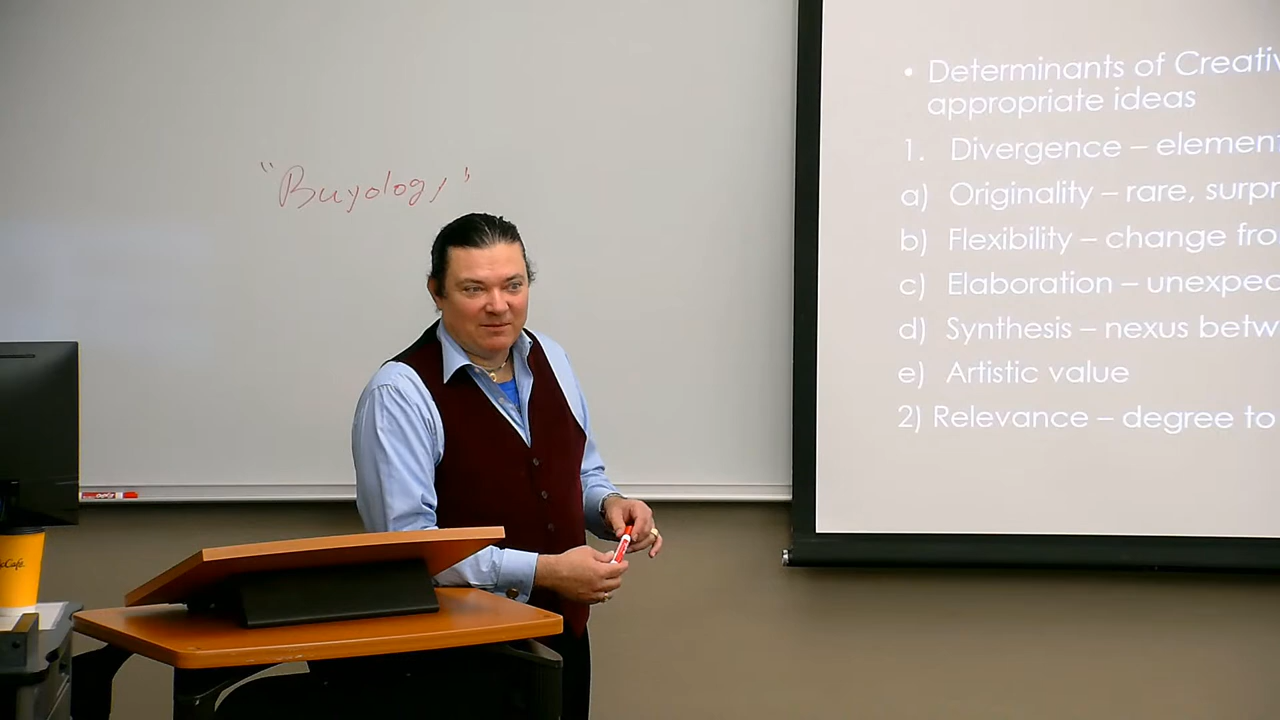 "Buyology"
• Determinants of Creativ
appropriate ideas
1. Divergence – element
a) Originality – rare, surpr
b) Flexibility – change fro
c) Elaboration – unexpec
d) Synthesis – nexus betw
e) Artistic value
2) Relevance – degree to
McCafé